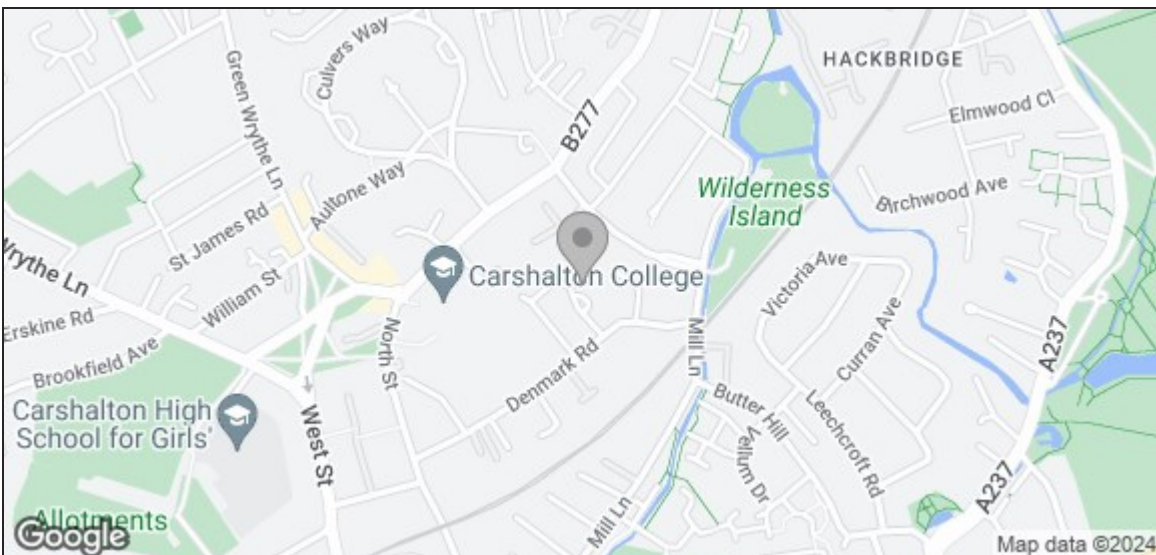 HACKBRIDGE
Culvers Way
Green Wrythe Ln
B277
Elmwood Cl
Aultone Way
Wilderness
Island
Birchwood Ave
St James Rd
Wrythe Ln
Carshalton College
Victoria Ave
William St
Erskine Rd
North St
Mill Ln
Curran Ave
A237
Brookfield Ave
Denmark Rd
Carshalton High
School for Girls'
West St
Butter Hill
Leechcroft Rd
Vellum Dr
A237
Allotments
Mill Ln
Google
Map data ©2024